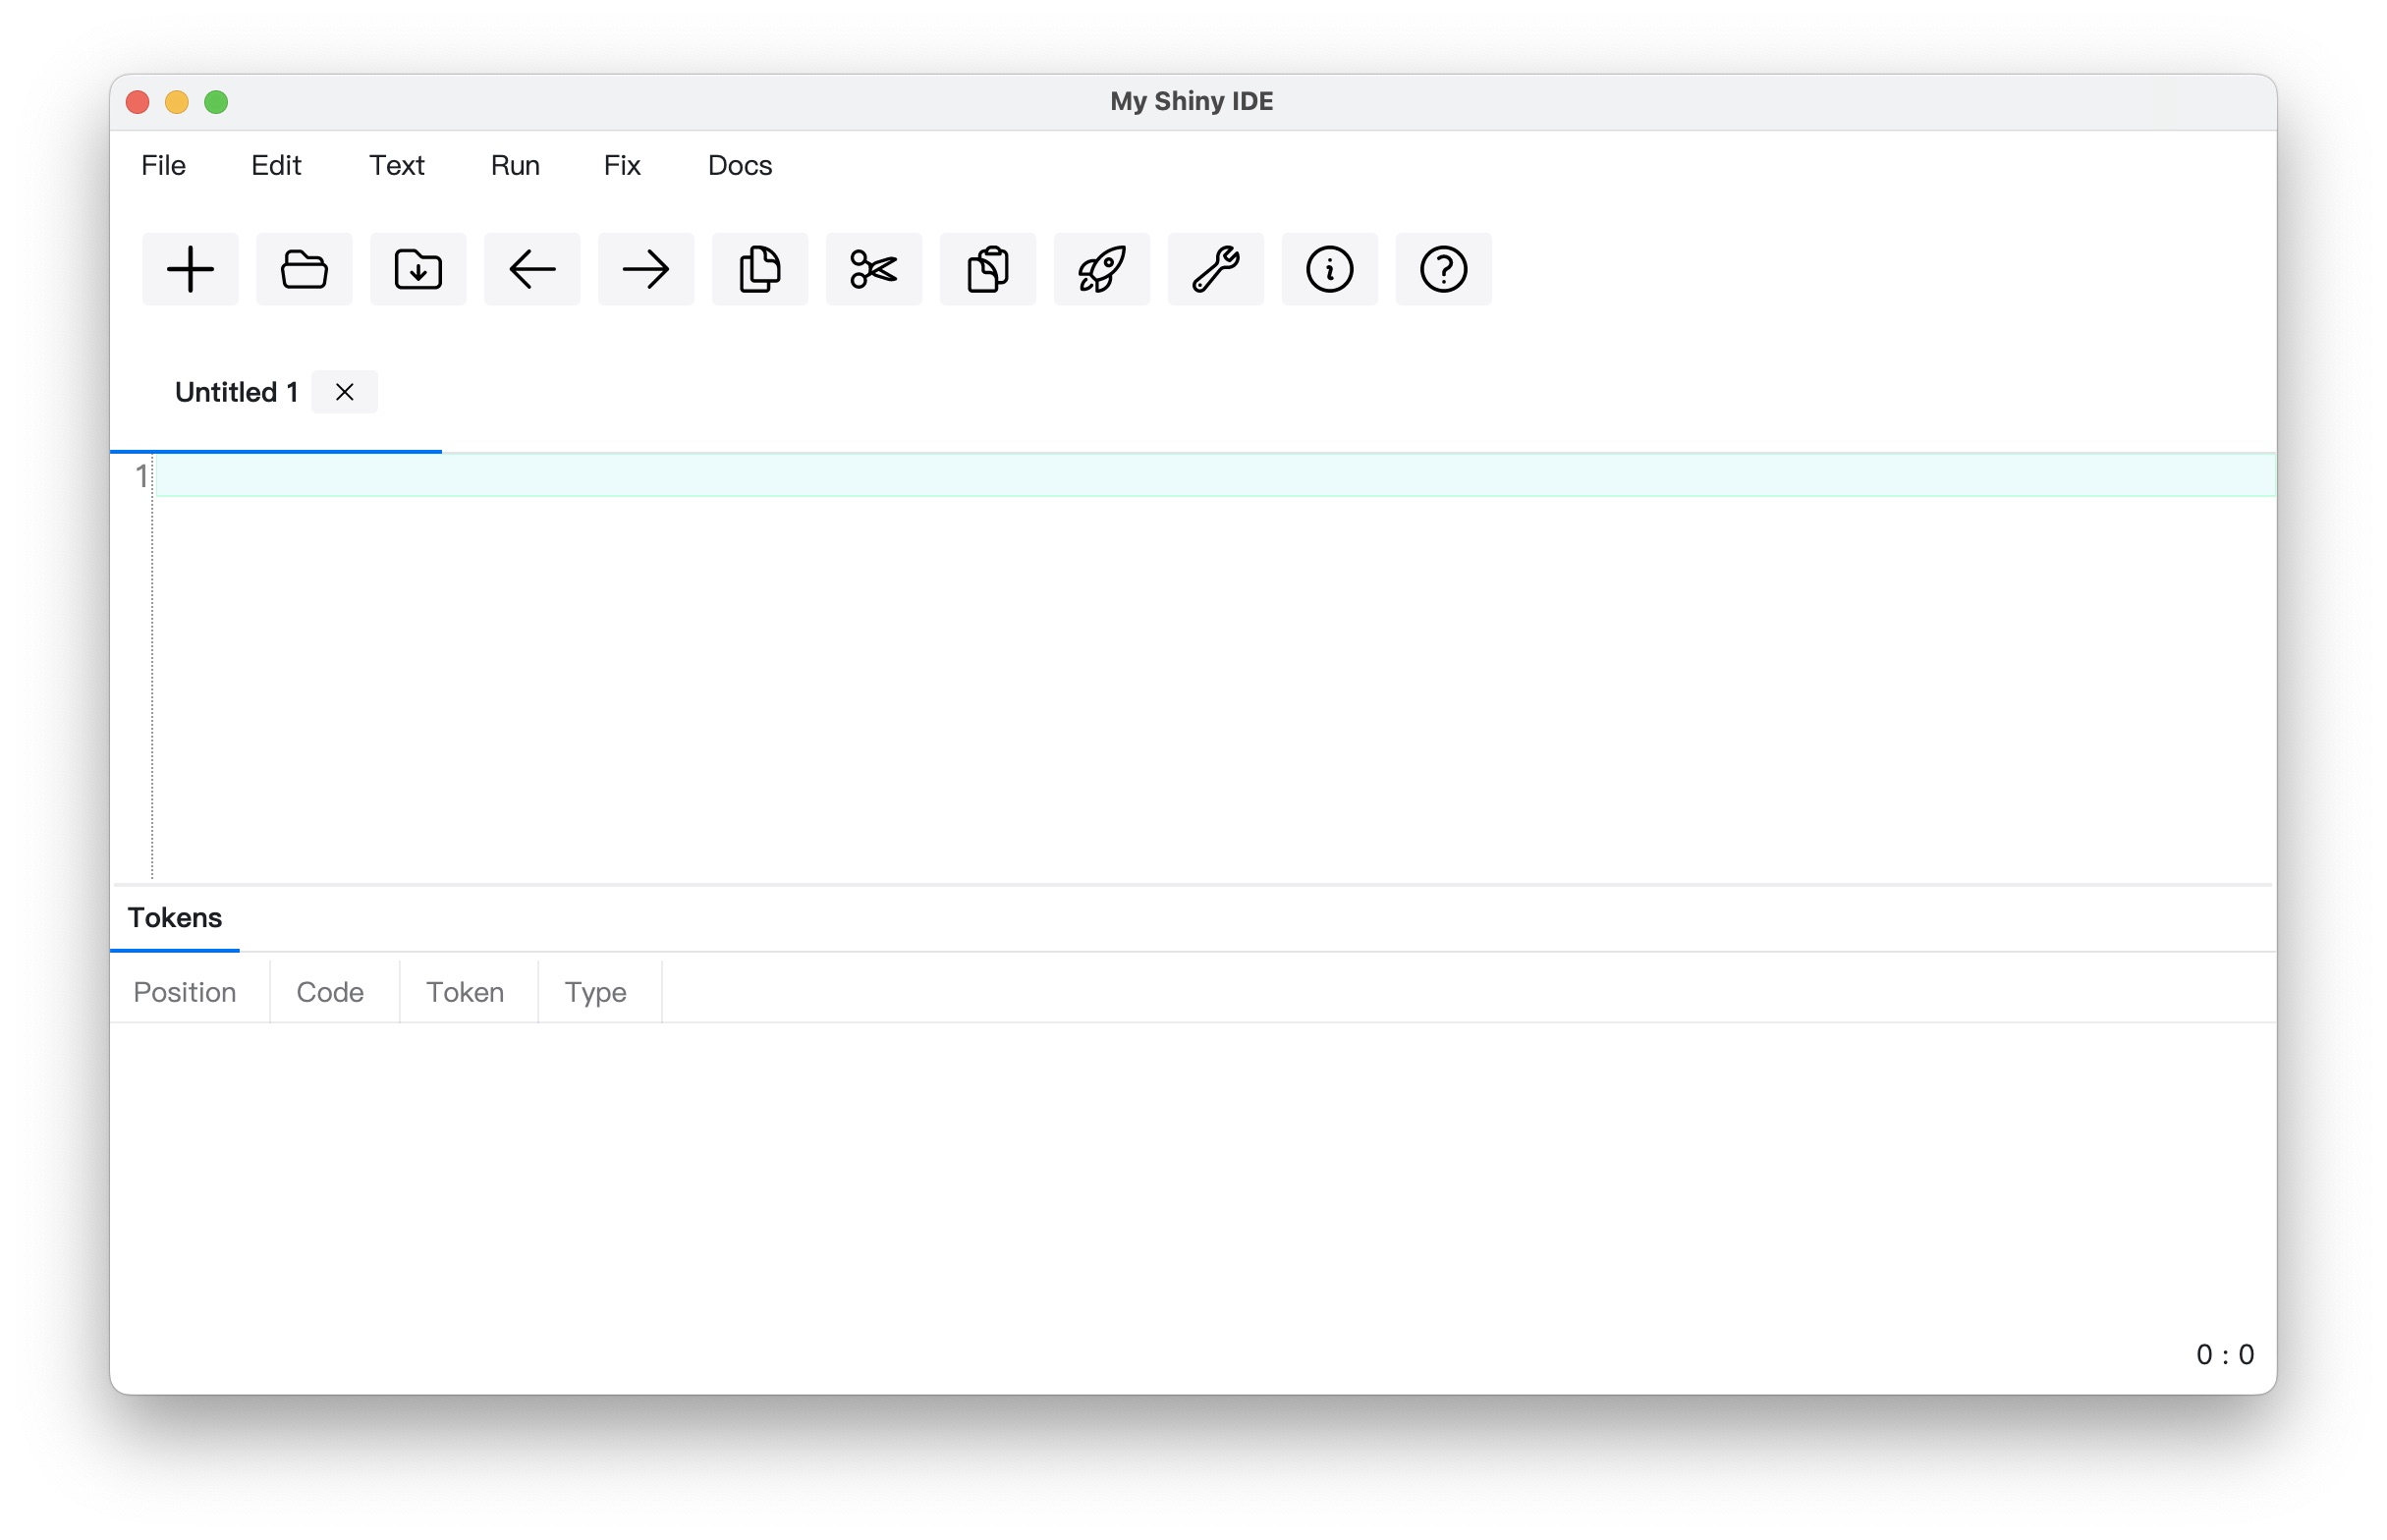 My Shiny IDE
File Edit Text Run Fix Docs
Untitled 1
1
Tokens
Position Code Token Type
0 : 0